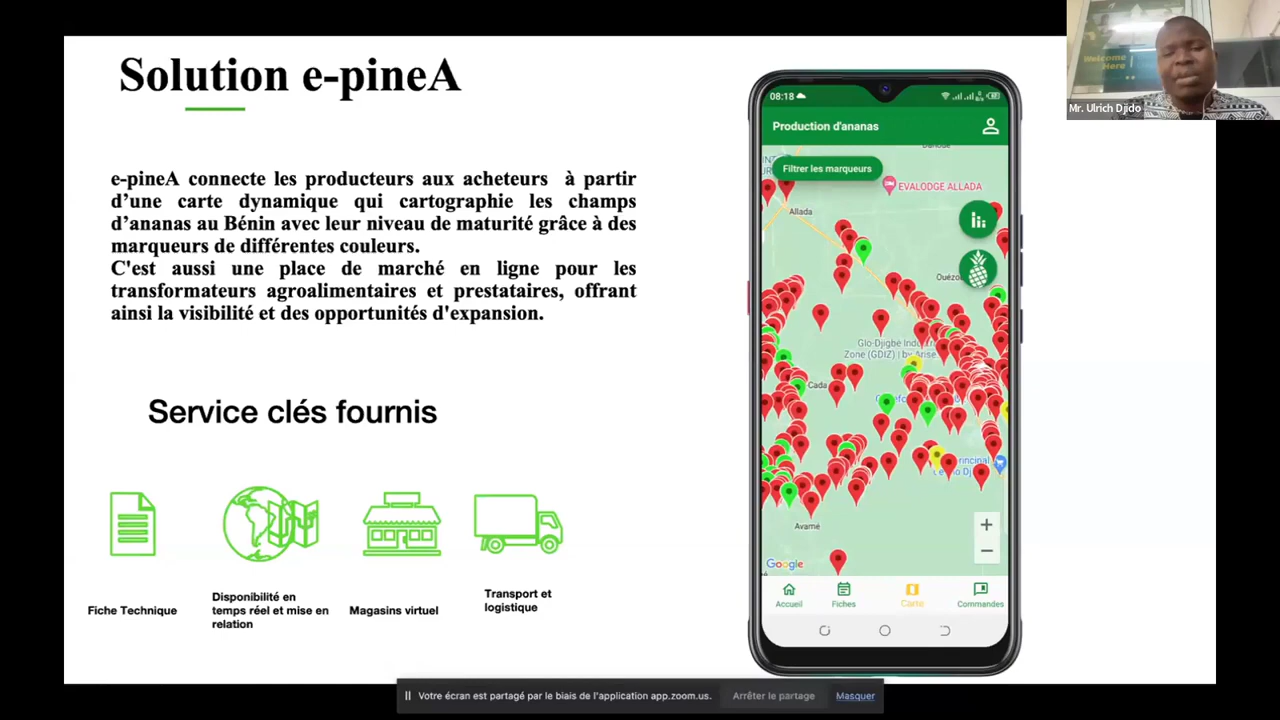 Solution e-pineA
e-pineA connecte les producteurs aux acheteurs à partir
d'une carte dynamique qui cartographie les champs
d'ananas au Bénin avec leur niveau de maturité grâce à des
marqueurs de différentes couleurs.
C'est aussi une place de marché en ligne pour les
transformateurs agroalimentaires et prestataires, offrant
ainsi la visibilité et des opportunités d'expansion.
Service clés fournis
Fiche Technique
Disponibilité en
temps réel et mise en
relation
Magasins virtuel
Transport et
logistique
08:18
Production d'ananas
Filtrer les marqueurs
EVALODGE ALLADA
Allada
Glo-Djigbé
Zone (GDIZ) | by Arise
Cada
Avamé
Google
+
−
Accueil
Fiches
Carte
Commandes
Welcome
Here
Mr. Ulrich Djido
Votre écran est partagé par le biais de l'application app.zoom.us.
Arrêter le partage
Masquer